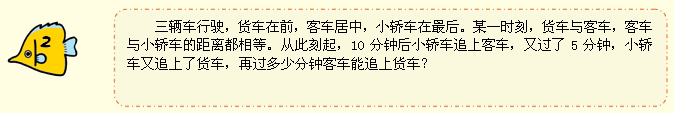 2
三辆车行驶，货车在前，客车居中，小轿车在最后。某一时刻，货车与客车，客车
与小轿车的距离都相等。从此刻起，10 分钟后小轿车追上客车，又过了 5 分钟，小轿
车又追上了货车，再过多少分钟客车能追上货车？